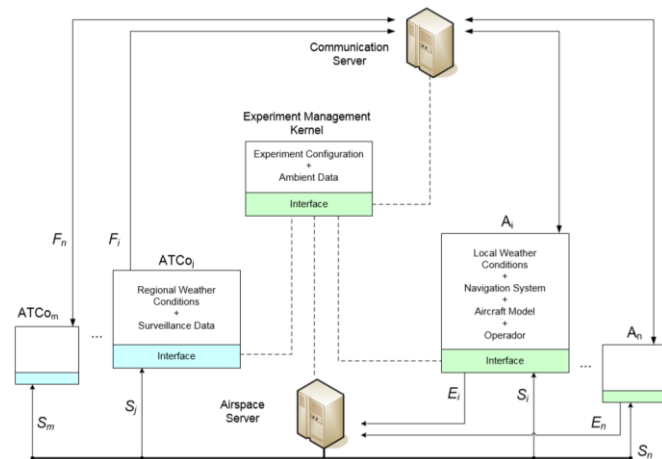 Communication
Server
Experiment Management
Kernel
Experiment Configuration
+
Ambient Data
Interface
Fn
Fi
Ai
ATCoj
Local Weather
Conditions
+
Navigation System
+
Aircraft Model
+
Operador
Interface
Regional Weather
Conditions
+
Surveillance Data
Interface
ATCom
...
...
An
Airspace
Server
Sm
Sj
Ei
Si
En
Sn